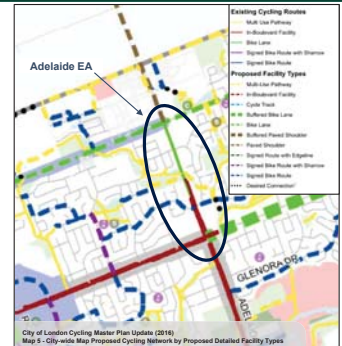 Existing Cycling Routes
Multi Use Pathway
In-Boulevard Facility
Bike Lane
Signed Bike Route with Sharrow
Signed Bike Route
Proposed Facility Types
Multi-Use Pathway
In-Boulevard Facility
Cycle Track
Buffered Bike Lane
Bike Lane
Buffered Paved Shoulder
Paved Shoulder
Signed Route with Edgeline
Signed Bike Route with Sharrow
Signed Bike Route
Desired Connection
Adelaide EA
GLENORA DR
ADEL
City of London Cycling Master Plan Update (2016)
Map 5 - City-wide Map Proposed Cycling Network by Proposed Detailed Facility Types